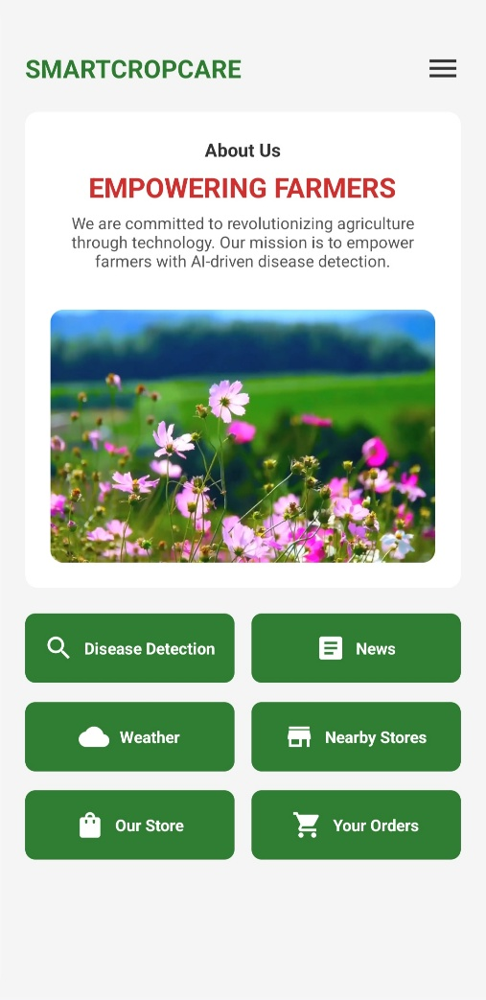 SMARTCROPCARE
About Us
EMPOWERING FARMERS
We are committed to revolutionizing agriculture
through technology. Our mission is to empower
farmers with AI-driven disease detection.
Disease Detection
News
Weather
Nearby Stores
Our Store
Your Orders